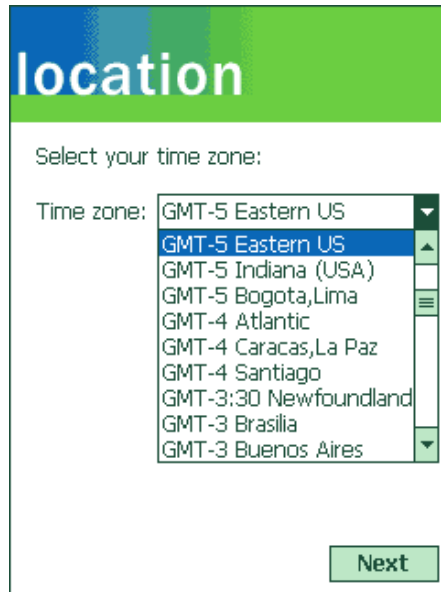 location
Select your time zone:
Time zone: GMT-5 Eastern US
GMT-5 Eastern US
GMT-5 Indiana (USA)
GMT-5 Bogota,Lima
GMT-4 Atlantic
GMT-4 Caracas,La Paz
GMT-4 Santiago
GMT-3:30 Newfoundland
GMT-3 Brasilia
GMT-3 Buenos Aires
Next